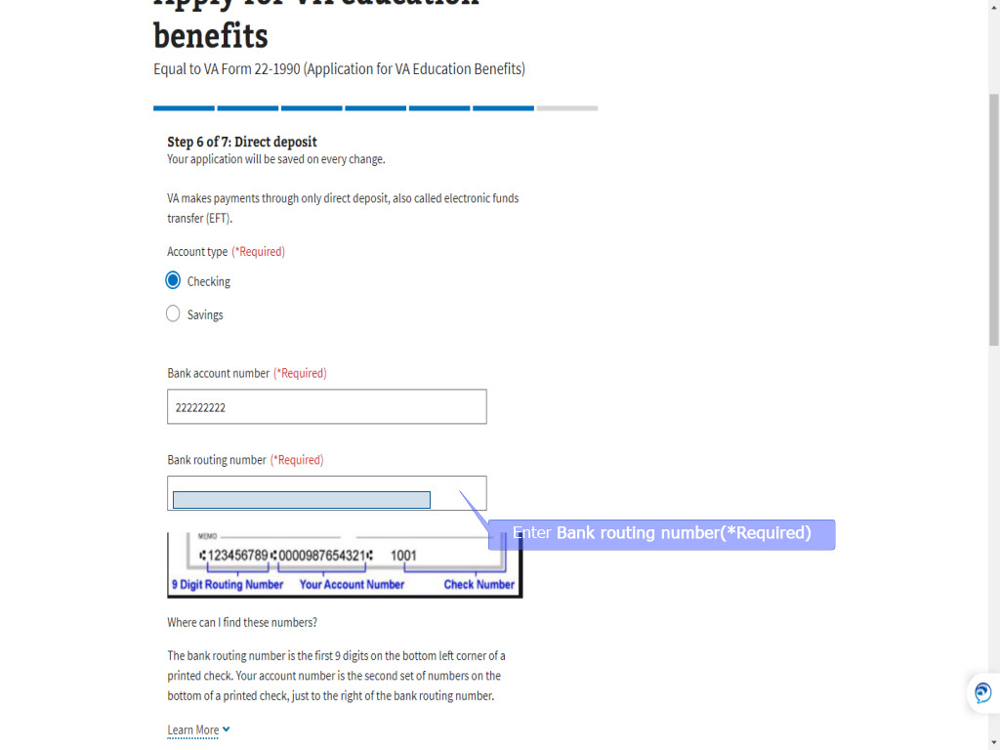 Apply for VA education
benefits
Equal to VA Form 22-1990 (Application for VA Education Benefits)
Step 6 of 7: Direct deposit
Your application will be saved on every change.
VA makes payments through only direct deposit, also called electronic funds
transfer (EFT).
Account type (*Required)
Checking
Savings
Bank account number (*Required)
222222222
Bank routing number (*Required)
Enter Bank routing number(*Required)
MEMO
⑆123456789⑆0000987654321⑆ 1001
9 Digit Routing Number Your Account Number Check Number
Where can I find these numbers?
The bank routing number is the first 9 digits on the bottom left corner of a
printed check. Your account number is the second set of numbers on the
bottom of a printed check, just to the right of the bank routing number.
Learn More